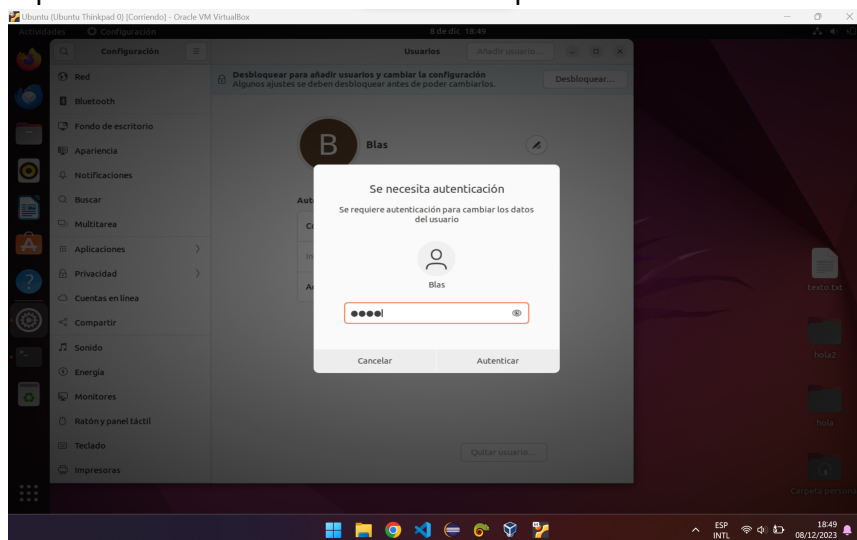 Ubuntu (Ubuntu Thinkpad 0) [Corriendo] - Oracle VM VirtualBox
Actividades
Configuración
8 de dic 18:49
Configuración
Usuarios
Añadir usuario...
Red
Desbloquear para añadir usuarios y cambiar la configuración
Algunos ajustes se deben desbloquear antes de poder cambiarlos.
Desbloquear...
Bluetooth
Fondo de escritorio
Apariencia
B
Blas
Notificaciones
Buscar
Multitarea
Aplicaciones
Privacidad
Cuentas en línea
Compartir
Sonido
Energía
Monitores
Ratón y panel táctil
Teclado
Impresoras
Se necesita autenticación
Se requiere autenticación para cambiar los datos
del usuario
Blas
Cancelar
Autenticar
Quitar usuario...
texto.txt
hola2
hola
Carpeta person
ESP
INTL
18:49
08/12/2023